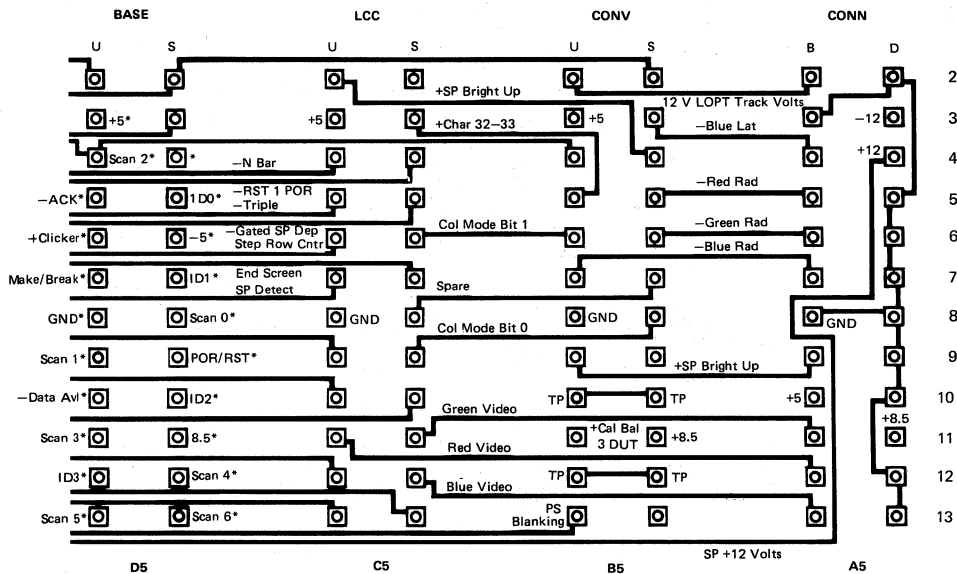 BASE LCC CONV CONN
U S U S U S B D
2
+SP Bright Up
12 V LOPT Track Volts
+5* +5 +Char 32–33 +5 –Blue Lat –12 3
Scan 2* * –N Bar +12 4
–ACK* 1D0* –RST 1 POR –Red Rad 5
–Triple
+Clicker* –5* –Gated SP Dep Col Mode Bit 1 –Green Rad 6
Step Row Cntr
–Blue Rad
Make/Break* ID1* End Screen 7
SP Detect Spare
GND* Scan 0* GND GND GND 8
Col Mode Bit 0
Scan 1* POR/RST* 9
+SP Bright Up
–Data Avl* ID2* TP TP +5 10
Green Video +8.5
Scan 3* 8.5* +Cal Bal +8.5 11
3 DUT
Red Video
ID3* Scan 4* TP TP 12
Blue Video
Scan 5* Scan 6* PS 13
Blanking
SP +12 Volts
D5 C5 B5 A5